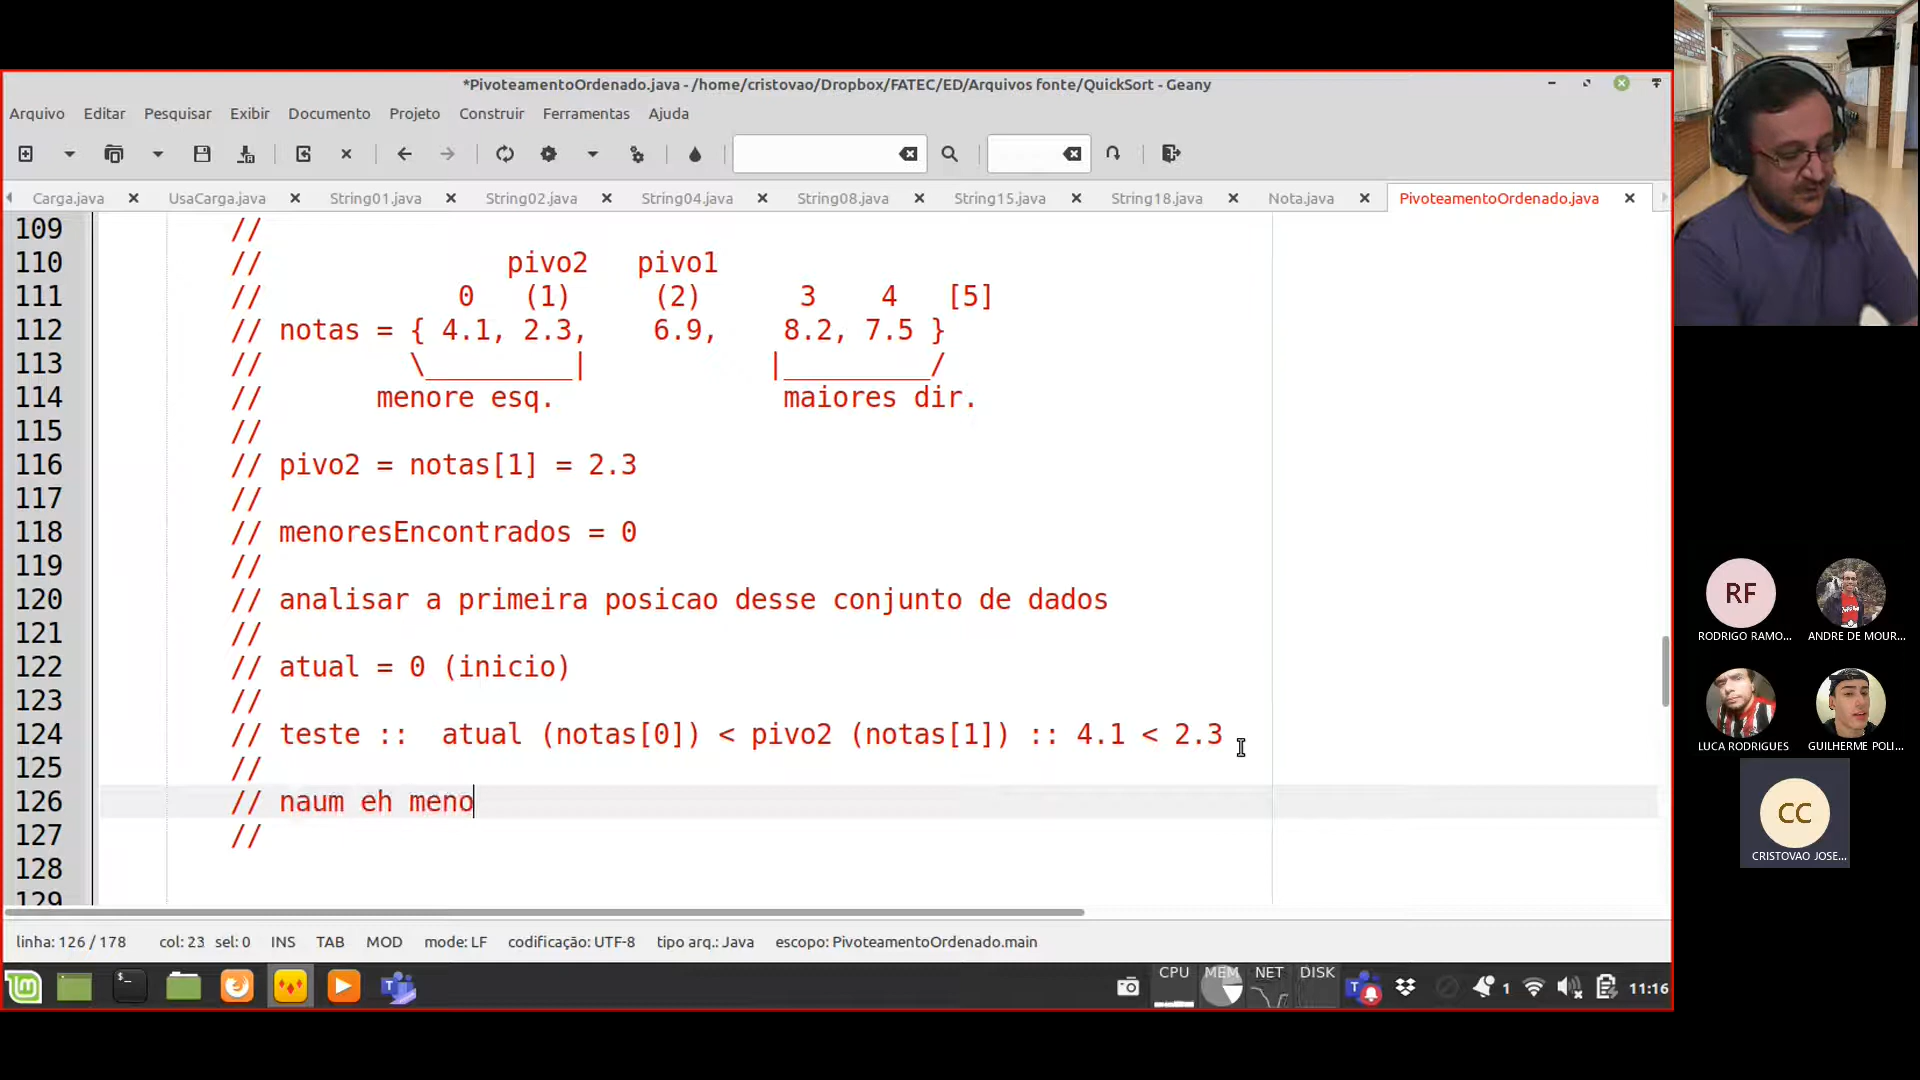 *PivoteamentoOrdenado.java - /home/cristovao/Dropbox/FATEC/ED/Arquivos fonte/QuickSort - Geany
Arquivo Editar Pesquisar Exibir Documento Projeto Construir Ferramentas Ajuda
Carga.java UsaCarga.java String01.java String02.java String04.java String08.java String15.java String18.java Nota.java PivoteamentoOrdenado.java
109 //
110 // pivo2 pivo1
111 // 0 (1) (2) 3 4 [5]
112 // notas = { 4.1, 2.3, 6.9, 8.2, 7.5 }
113 // \_________| |_________/
114 // menore esq. maiores dir.
115 //
116 // pivo2 = notas[1] = 2.3
117 //
118 // menoresEncontrados = 0
119 //
120 // analisar a primeira posicao desse conjunto de dados
121 //
122 // atual = 0 (inicio)
123 //
124 // teste :: atual (notas[0]) < pivo2 (notas[1]) :: 4.1 < 2.3
125 //
126 // naum eh meno
127 //
128
129
linha: 126 / 178 col: 23 sel: 0 INS TAB MOD mode: LF codificação: UTF-8 tipo arq.: Java escopo: PivoteamentoOrdenado.main
CPU MEM NET DISK
1 11:16
RF
RODRIGO RAMO... ANDRE DE MOUR...
LUCA RODRIGUES GUILHERME POLI...
CC
CRISTOVAO JOSE...